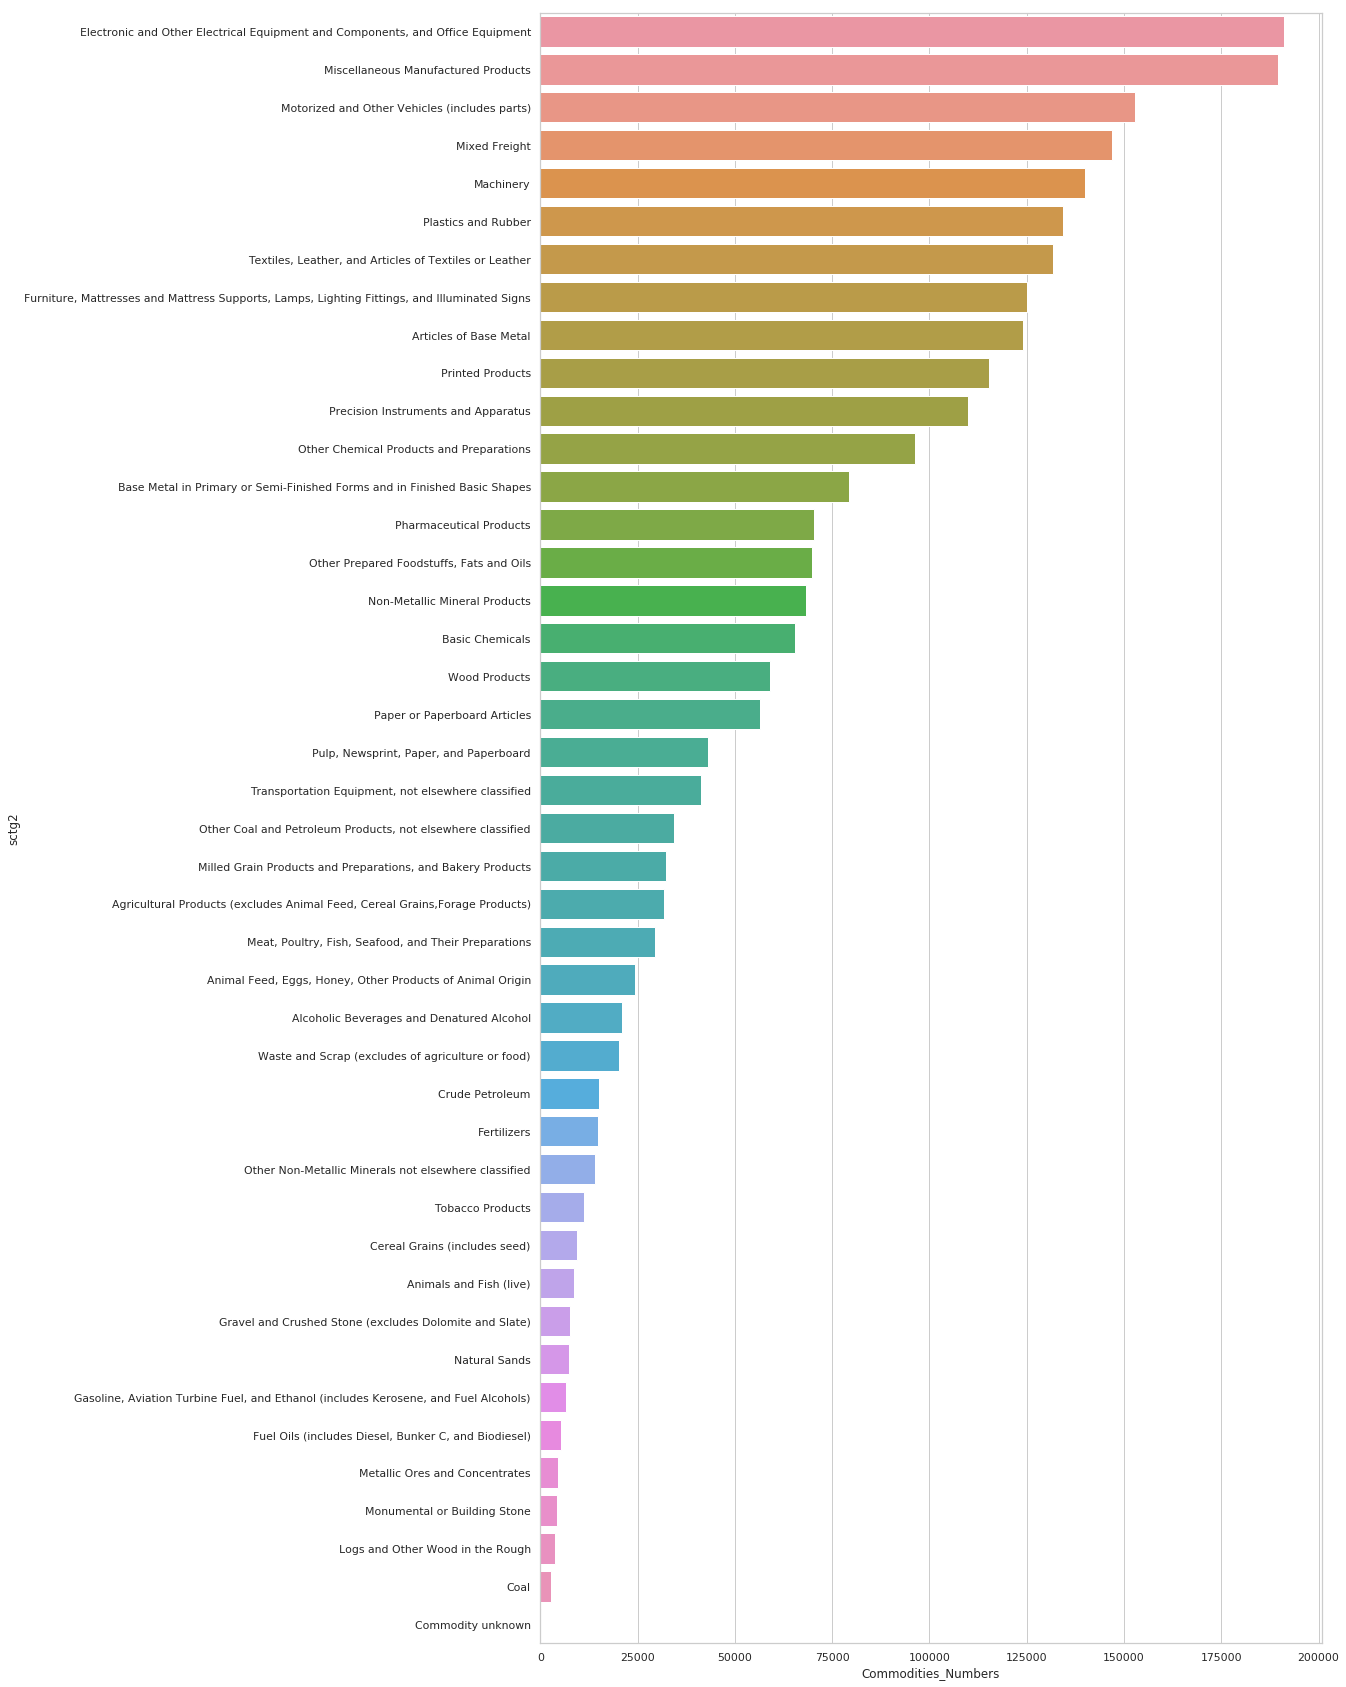 Electronic and Other Electrical Equipment and Components, and Office Equipment
Miscellaneous Manufactured Products
Motorized and Other Vehicles (includes parts)
Mixed Freight
Machinery
Plastics and Rubber
Textiles, Leather, and Articles of Textiles or Leather
Furniture, Mattresses and Mattress Supports, Lamps, Lighting Fittings, and Illuminated Signs
Articles of Base Metal
Printed Products
Precision Instruments and Apparatus
Other Chemical Products and Preparations
Base Metal in Primary or Semi-Finished Forms and in Finished Basic Shapes
Pharmaceutical Products
Other Prepared Foodstuffs, Fats and Oils
Non-Metallic Mineral Products
Basic Chemicals
Wood Products
Paper or Paperboard Articles
Pulp, Newsprint, Paper, and Paperboard
Transportation Equipment, not elsewhere classified
sctg2
Other Coal and Petroleum Products, not elsewhere classified
Milled Grain Products and Preparations, and Bakery Products
Agricultural Products (excludes Animal Feed, Cereal Grains,Forage Products)
Meat, Poultry, Fish, Seafood, and Their Preparations
Animal Feed, Eggs, Honey, Other Products of Animal Origin
Alcoholic Beverages and Denatured Alcohol
Waste and Scrap (excludes of agriculture or food)
Crude Petroleum
Fertilizers
Other Non-Metallic Minerals not elsewhere classified
Tobacco Products
Cereal Grains (includes seed)
Animals and Fish (live)
Gravel and Crushed Stone (excludes Dolomite and Slate)
Natural Sands
Gasoline, Aviation Turbine Fuel, and Ethanol (includes Kerosene, and Fuel Alcohols)
Fuel Oils (includes Diesel, Bunker C, and Biodiesel)
Metallic Ores and Concentrates
Monumental or Building Stone
Logs and Other Wood in the Rough
Coal
Commodity unknown
0 25000 50000 75000 100000 125000 150000 175000 200000
Commodities_Numbers